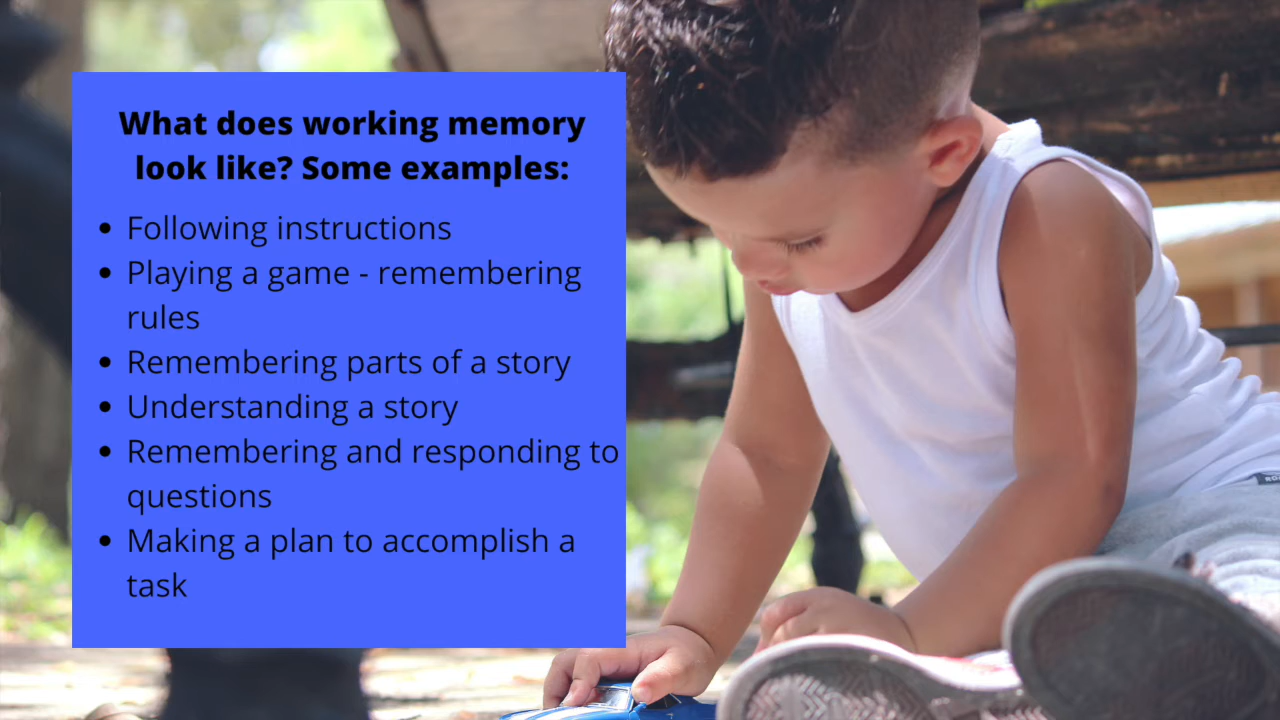 What does working memory
look like? Some examples:
• Following instructions
• Playing a game - remembering
rules
• Remembering parts of a story
• Understanding a story
• Remembering and responding to
questions
• Making a plan to accomplish a
task